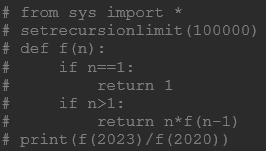 # from sys import *
# setrecursionlimit(100000)
# def f(n):
#     if n==1:
#         return 1
#     if n>1:
#         return n*f(n-1)
# print(f(2023)/f(2020))